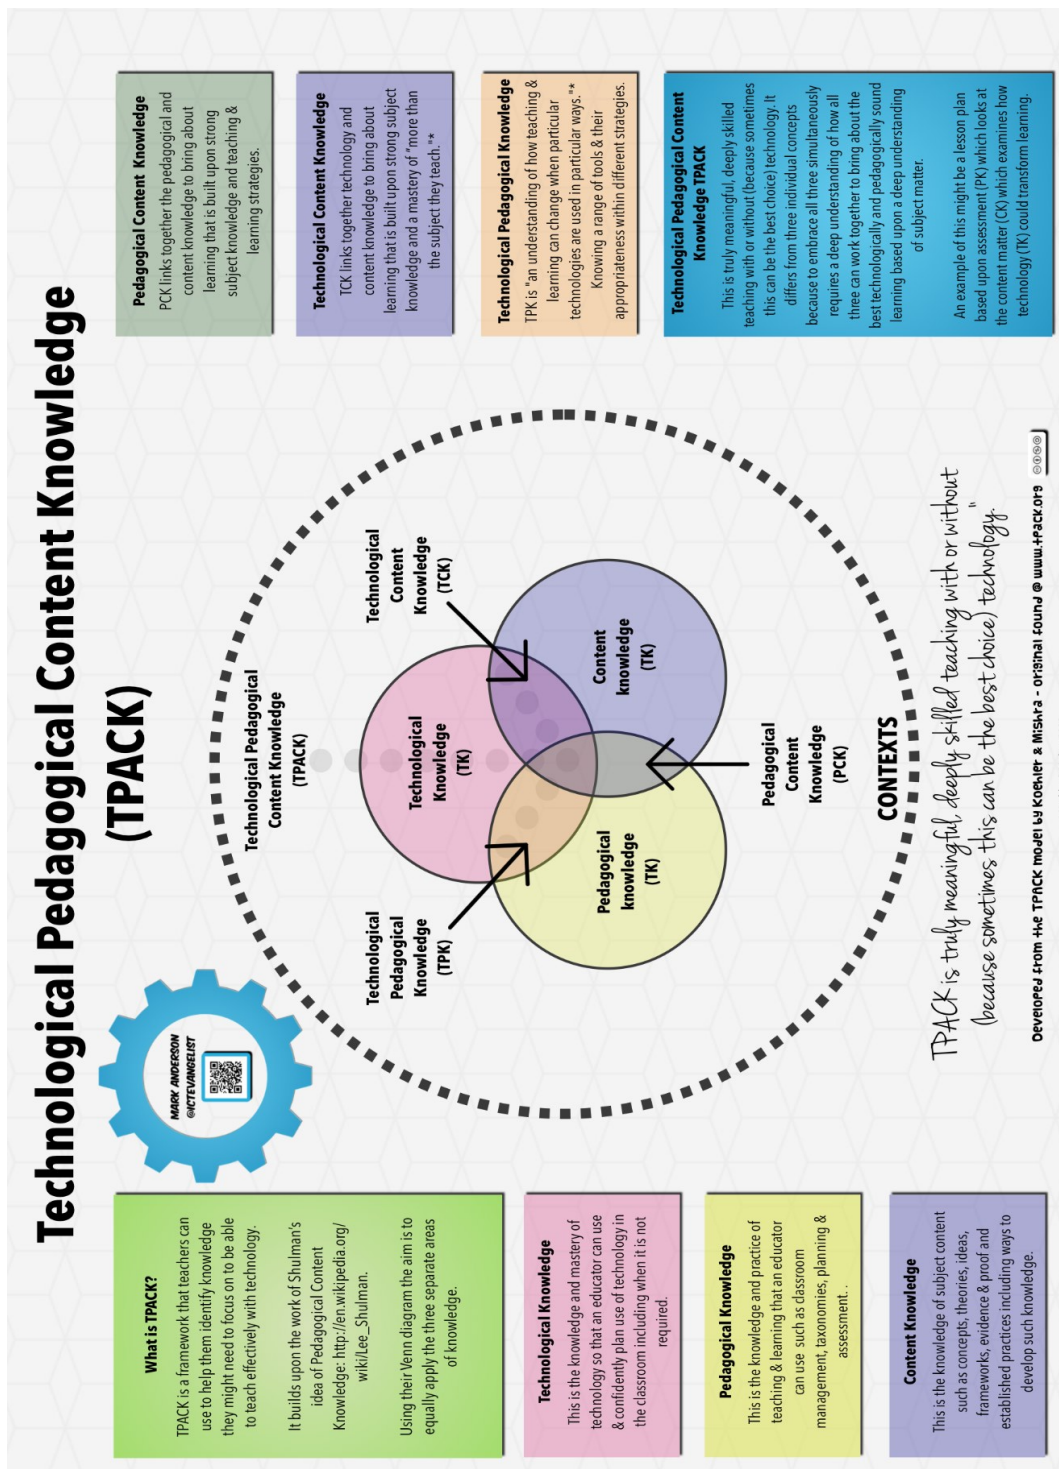 Technological Pedagogical Content Knowledge
(TPACK)
MARK ANDERSON
@ICTEVANGELIST
What is TPACK?
TPACK is a framework that teachers can
use to help them identify knowledge
they might need to focus on to be able
to teach effectively with technology.
It builds upon the work of Shulman's
idea of Pedagogical Content
Knowledge: http://en.wikipedia.org/
wiki/Lee_Shulman.
Using their Venn diagram the aim is to
equally apply the three separate areas
of knowledge.
Technological Knowledge
This is the knowledge and mastery of
technology so that an educator can use
& confidently plan use of technology in
the classroom including when it is not
required.
Pedagogical Knowledge
This is the knowledge and practice of
teaching & learning that an educator
can use such as classroom
management, taxonomies, planning &
assessment. .
Content Knowledge
This is the knowledge of subject content
such as concepts, theories, ideas,
frameworks, evidence & proof and
established practices including ways to
develop such knowledge.
Technological Pedagogical
Content Knowledge
(TPACK)
Technological
Pedagogical
Knowledge
(TPK)
Technological
Content
Knowledge
(TCK)
Technological
Knowledge
(TK)
Pedagogical
knowledge
(TK)
Content
knowledge
(TK)
Pedagogical
Content
Knowledge
(PCK)
CONTEXTS
TPACK is truly meaningful, deeply skilled teaching with or without
(because sometimes this can be the best choice) technology."
Developed from the TPACK model by Koehler & Mishra - original found @ www.tpack.org
Pedagogical Content Knowledge
PCK links together the pedagogical and
content knowledge to bring about
learning that is built upon strong
subject knowledge and teaching &
learning strategies.
Technological Content Knowledge
TCK links together technology and
content knowledge to bring about
learning that is built upon strong subject
knowledge and a mastery of "more than
the subject they teach."*
Technological Pedagogical Knowledge
TPK is "an understanding of how teaching &
learning can change when particular
technologies are used in particular ways."*
Knowing a range of tools & their
appropriateness within different strategies.
Technological Pedagogical Content
Knowledge TPACK
This is truly meaningful, deeply skilled
teaching with or without (because sometimes
this can be the best choice) technology. It
differs from three individual concepts
because to embrace all three simultaneously
requires a deep understanding of how all
three can work together to bring about the
best technologically and pedagogically sound
learning based upon a deep understanding
of subject matter.
An example of this might be a lesson plan
based upon assessment (PK) which looks at
the content matter (CK) which examines how
technology (TK) could transform learning.